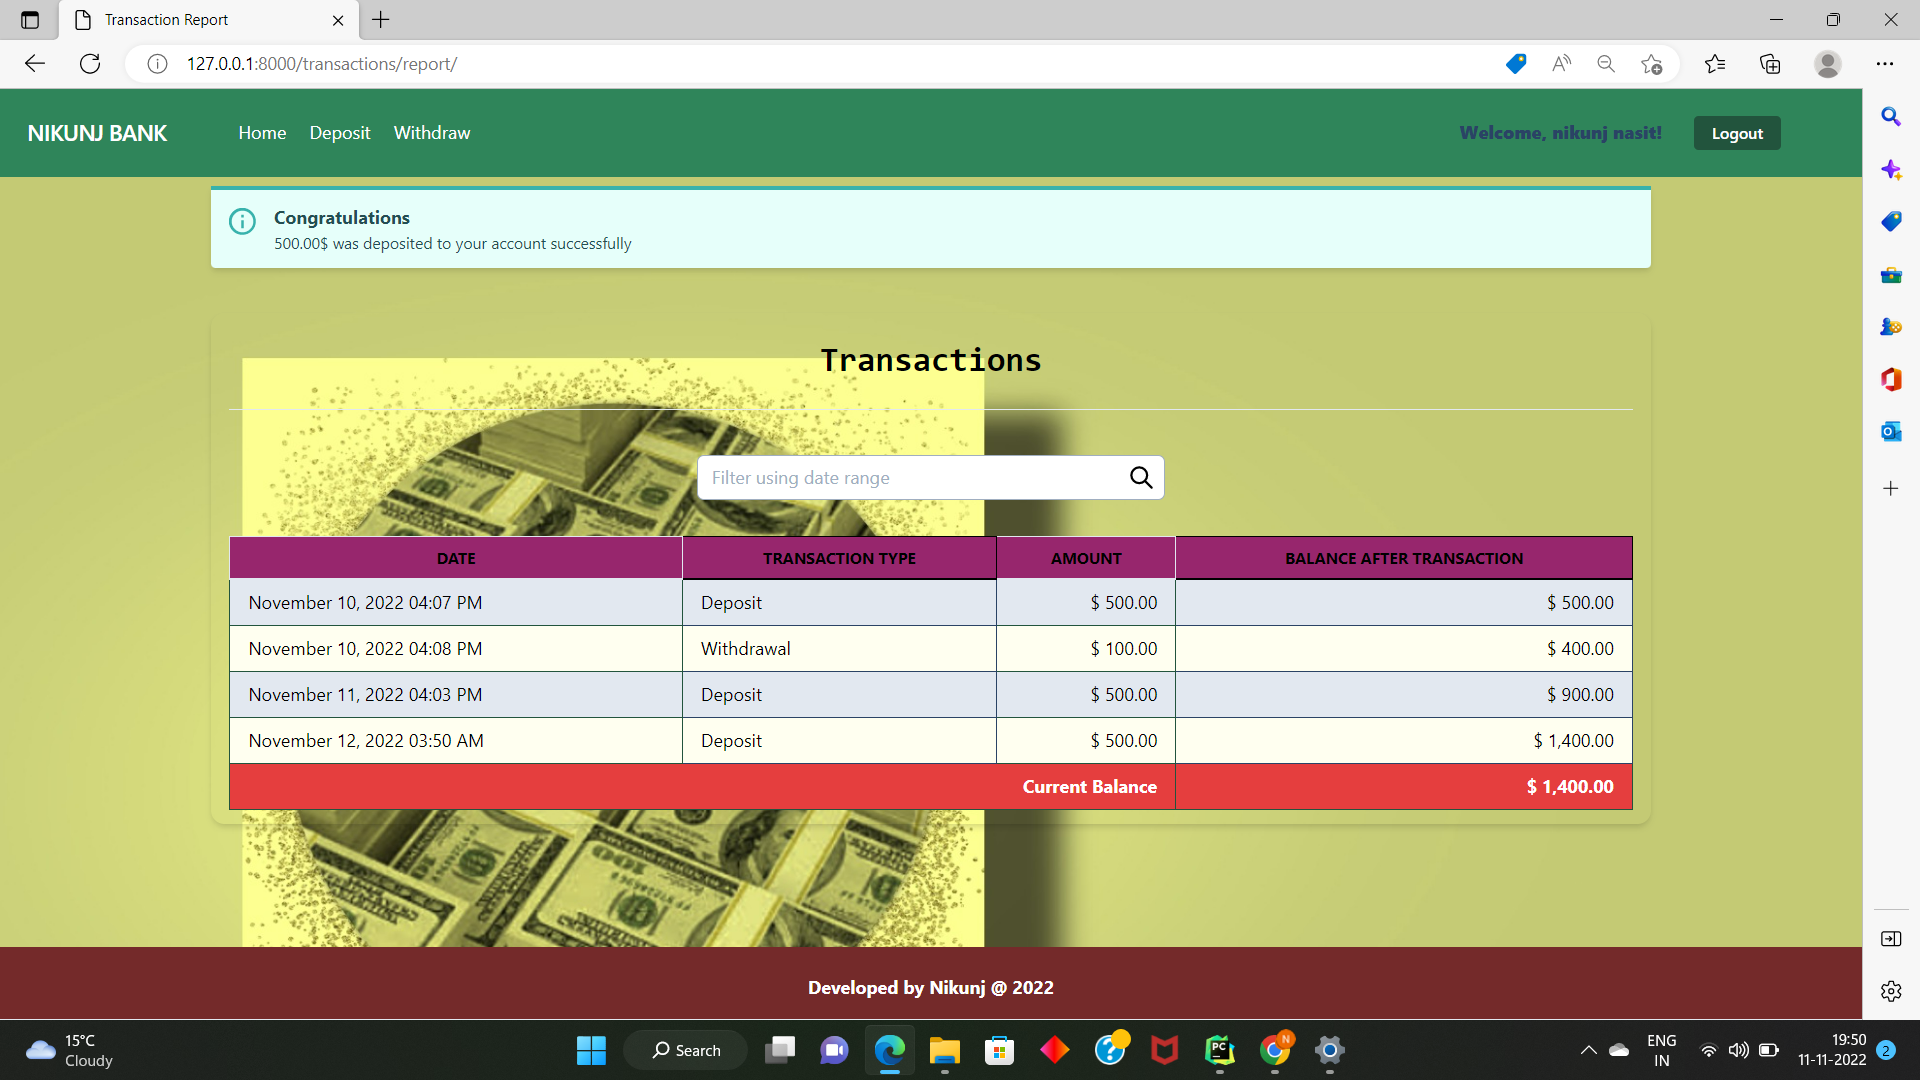 Transaction Report
127.0.0.1:8000/transactions/report/
NIKUNJ BANK Home Deposit Withdraw Welcome, nikunj nasit! Logout
Congratulations
500.00$ was deposited to your account successfully
Transactions
Filter using date range
DATE TRANSACTION TYPE AMOUNT BALANCE AFTER TRANSACTION
November 10, 2022 04:07 PM Deposit $ 500.00 $ 500.00
November 10, 2022 04:08 PM Withdrawal $ 100.00 $ 400.00
November 11, 2022 04:03 PM Deposit $ 500.00 $ 900.00
November 12, 2022 03:50 AM Deposit $ 500.00 $ 1,400.00
Current Balance $ 1,400.00
Developed by Nikunj @ 2022
15°C
Cloudy
Search
ENG
IN
19:50
11-11-2022
2